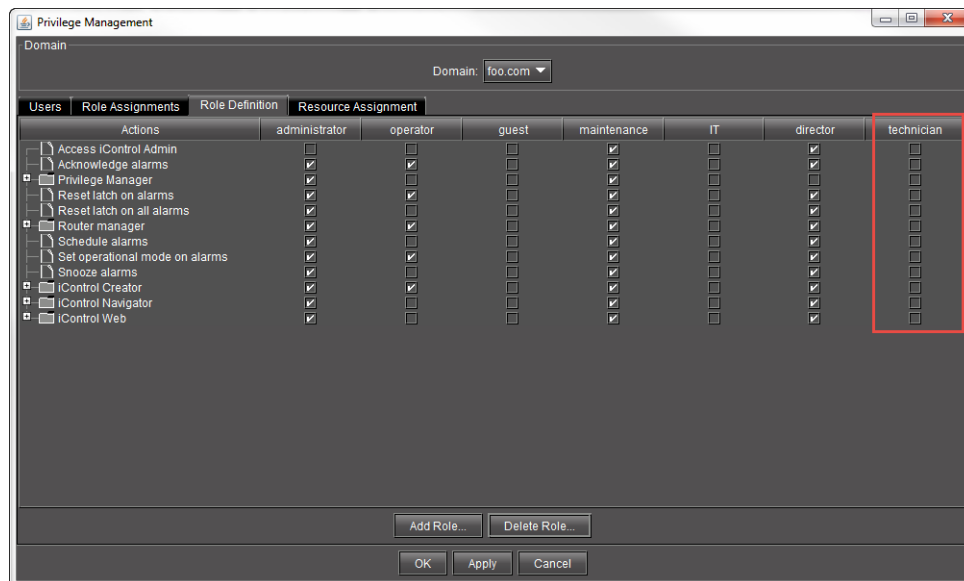 Privilege Management
Domain
Domain: foo.com
Users Role Assignments Role Definition Resource Assignment
Actions administrator operator guest maintenance IT director technician
Access iControl Admin
Acknowledge alarms
Privilege Manager
Reset latch on alarms
Reset latch on all alarms
Router manager
Schedule alarms
Set operational mode on alarms
Snooze alarms
iControl Creator
iControl Navigator
iControl Web
Add Role... Delete Role...
OK Apply Cancel